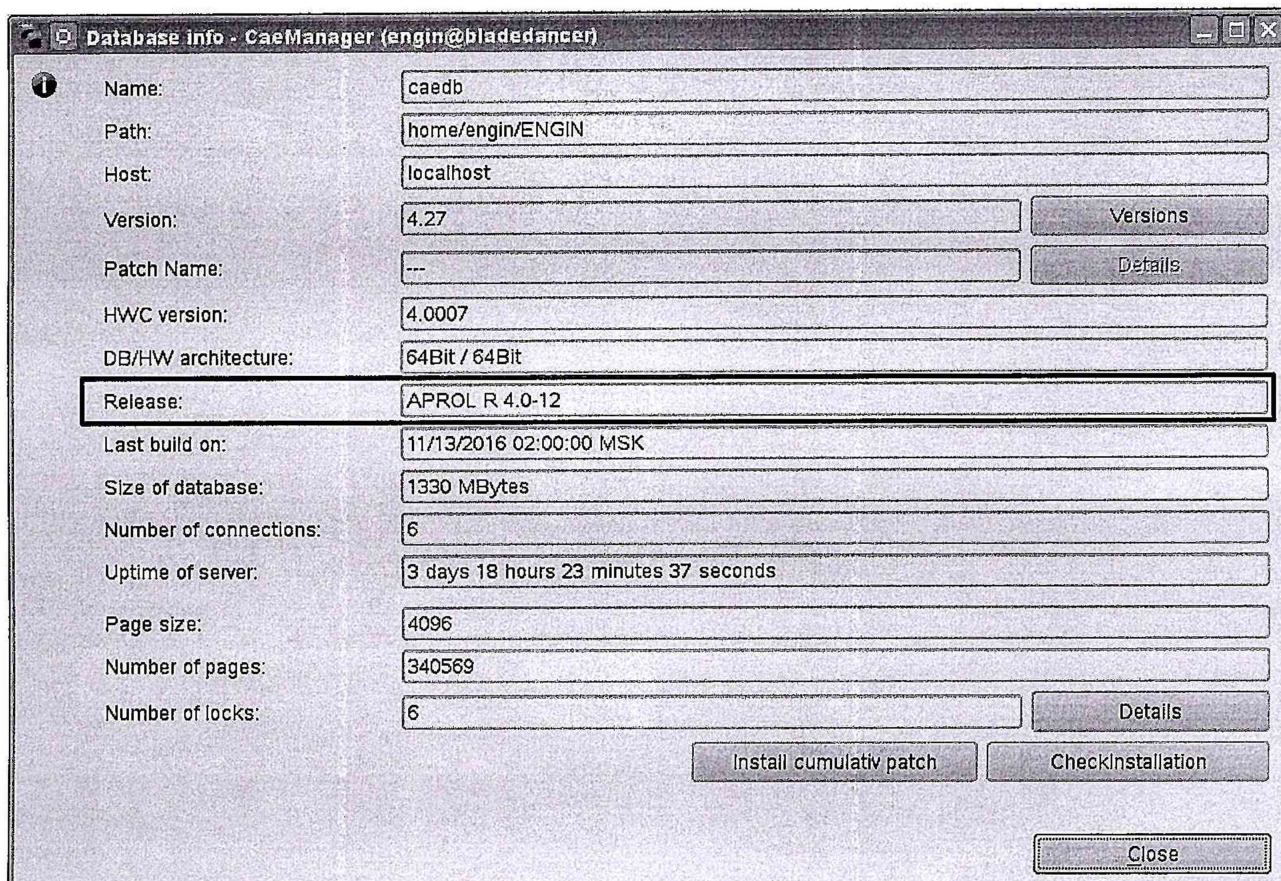 Database info - CaeManager (engin@bladedancer)
Name: caedb
Path: home/engin/ENGIN
Host: localhost
Version: 4.27 Versions
Patch Name: --- Details
HWC version: 4.0007
DB/HW architecture: 64Bit / 64Bit
Release: APROL R 4.0-12
Last build on: 11/13/2016 02:00:00 MSK
Size of database: 1330 MBytes
Number of connections: 6
Uptime of server: 3 days 18 hours 23 minutes 37 seconds
Page size: 4096
Number of pages: 340569
Number of locks: 6 Details
Install cumulativ patch CheckInstallation
Close